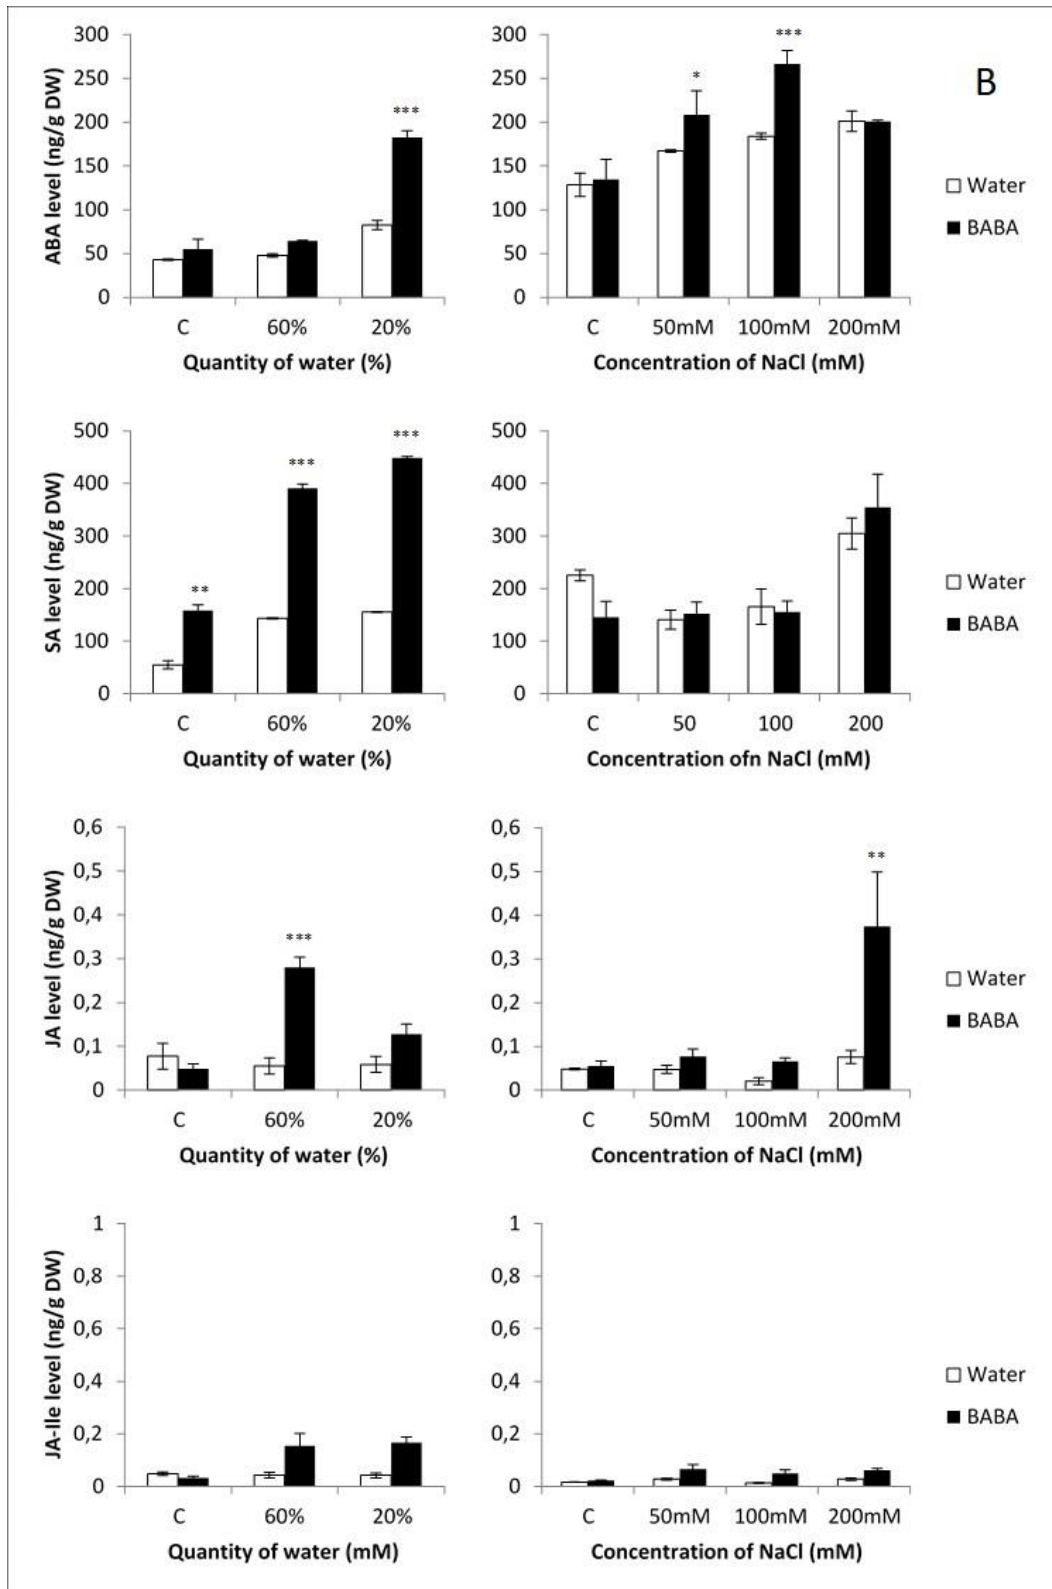 B
ABA level (ng/g DW)
300
250
200
150
100
50
0
***
C 60% 20%
Quantity of water (%)
300
250
200
150
100
50
0
*
***
C 50mM 100mM 200mM
Concentration of NaCl (mM)
Water
BABA
SA level (ng/g DW)
500
400
300
200
100
0
**
***
***
C 60% 20%
Quantity of water (%)
500
400
300
200
100
0
C 50 100 200
Concentration ofn NaCl (mM)
Water
BABA
JA level (ng/g DW)
0,6
0,5
0,4
0,3
0,2
0,1
0
***
C 60% 20%
Quantity of water (%)
0,6
0,5
0,4
0,3
0,2
0,1
0
**
C 50mM 100mM 200mM
Concentration of NaCl (mM)
Water
BABA
JA-Ile level (ng/g DW)
1
0,8
0,6
0,4
0,2
0
C 60% 20%
Quantity of water (mM)
1
0,8
0,6
0,4
0,2
0
C 50mM 100mM 200mM
Concentration of NaCl (mM)
Water
BABA